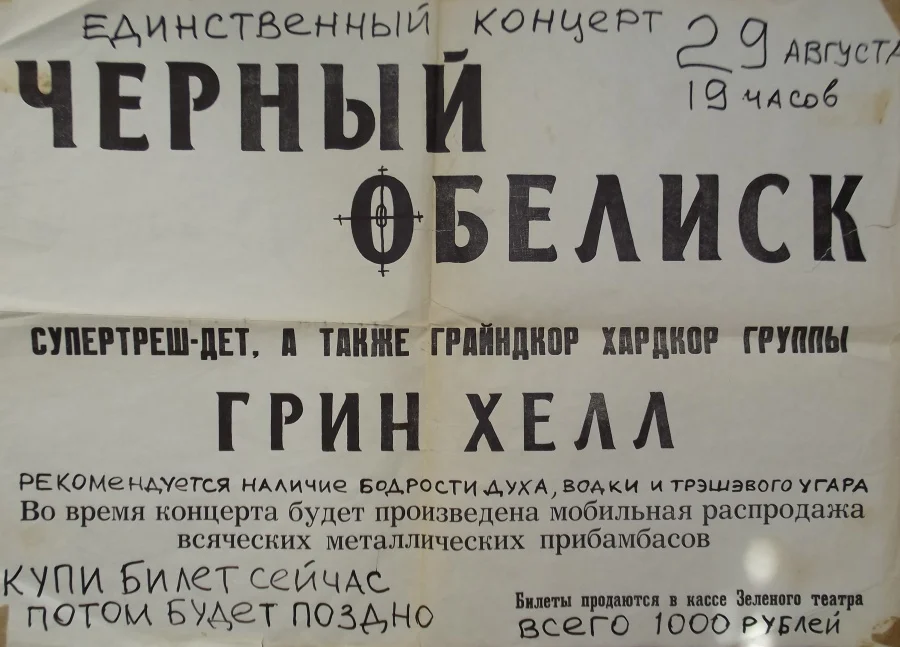 ЕДИНСТВЕННЫЙ КОНЦЕРТ 29 АВГУСТА
19 ЧАСОВ
ЧЕРНЫЙ
ОБЕЛИСК
СУПЕРТРЕШ-ДЕТ, А ТАКЖЕ ГРАЙНДКОР ХАРДКОР ГРУППЫ
ГРИН ХЕЛЛ
РЕКОМЕНДУЕТСЯ НАЛИЧИЕ БОДРОСТИ ДУХА, ВОДКИ И ТРЭШЭВОГО УГАРА
Во время концерта будет произведена мобильная распродажа
всяческих металлических прибамбасов
КУПИ БИЛЕТ СЕЙЧАС
ПОТОМ БУДЕТ ПОЗДНО
Билеты продаются в кассе Зеленого театра
ВСЕГО 1000 РУБЛЕЙ